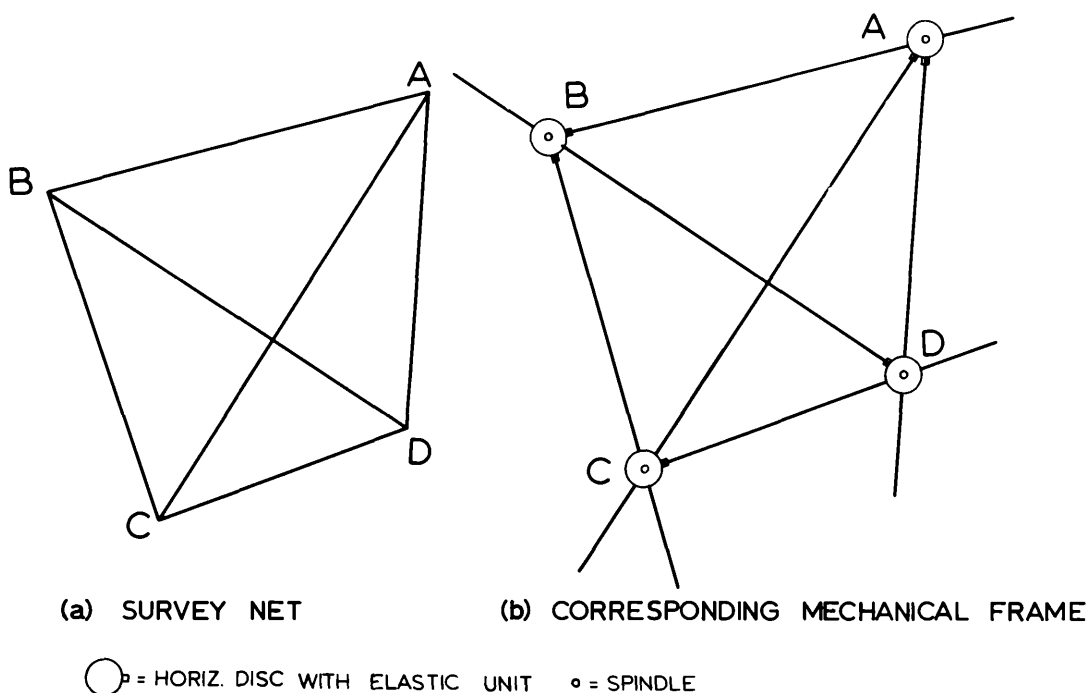 A
B
C
D
A
B
C
D
(a) SURVEY NET
(b) CORRESPONDING MECHANICAL FRAME
= HORIZ. DISC WITH ELASTIC UNIT
= SPINDLE